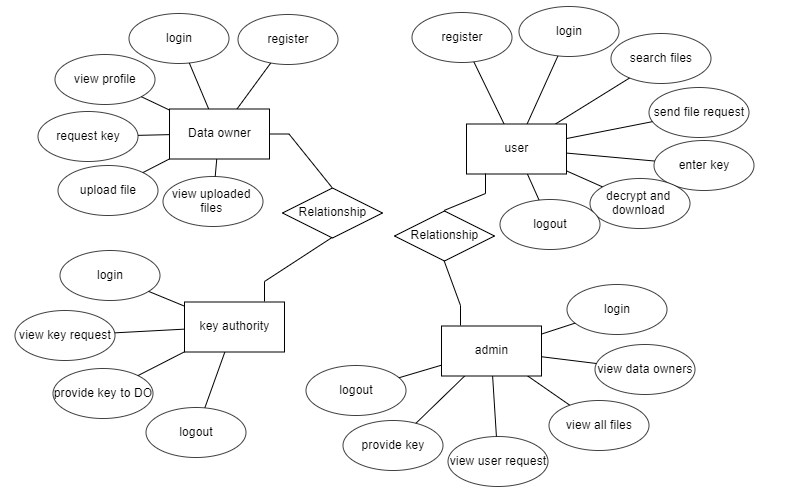 login
register
view profile
request key
Data owner
upload file
view uploaded
files
Relationship
login
view key request
key authority
provide key to DO
logout
register
login
search files
send file request
user
enter key
decrypt and
download
logout
Relationship
login
admin
view data owners
logout
view all files
provide key
view user request